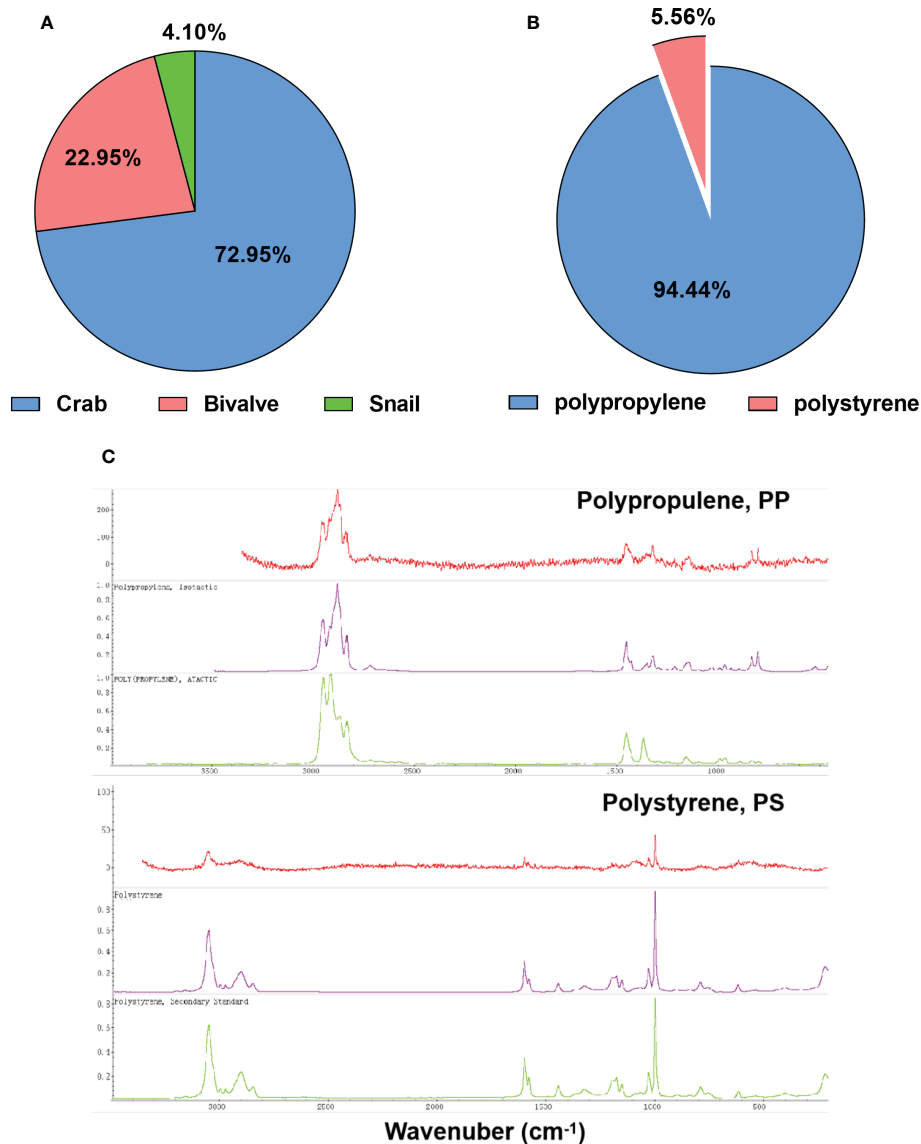 A
4.10%
22.95%
72.95%
Crab
Bivalve
Snail
B
5.56%
94.44%
polypropylene
polystyrene
C
Polypropulene, PP
200
100
0
1.0
Polypropylene, Isotactic
0.8
0.6
0.4
0.2
1.0
POLY(PROPYLENE), ATACTIC
0.8
0.6
0.4
0.2
3500 3000 2500 2000 1500 1000
Polystyrene, PS
100
50
0
Polystyrene
0.8
0.6
0.4
0.2
Polystyrene, Secondary Standard
0.8
0.6
0.4
0.2
3000 2500 2000 1500 1000 500
Wavenuber (cm⁻¹)